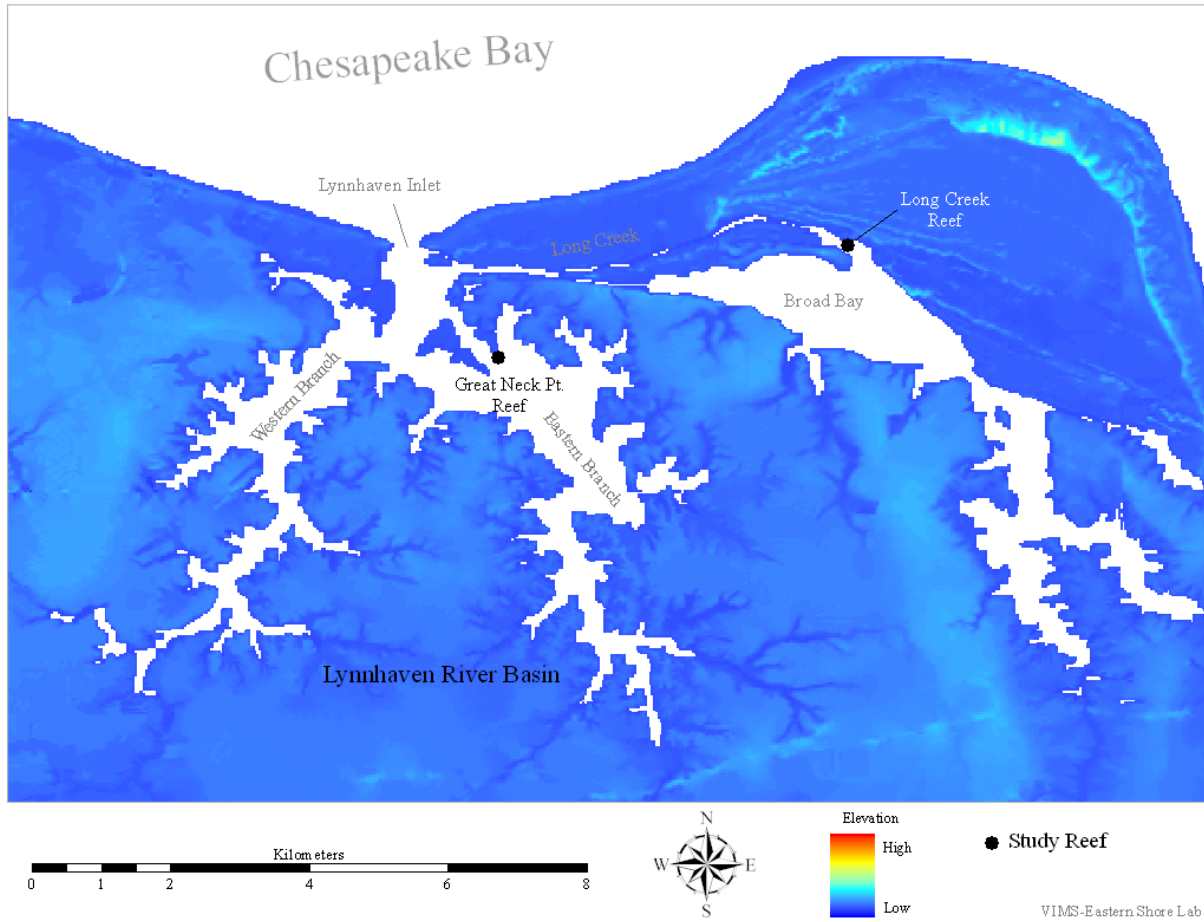 Chesapeake Bay
Lynnhaven Inlet
Long Creek
Reef
Long Creek
Broad Bay
Great Neck Pt.
Reef
Western Branch
Eastern Branch
Lynnhaven River Basin
Kilometers
0 1 2 4 6 8
N
W E
S
Elevation
High
Low
Study Reef
VIMS-Eastern Shore Lab